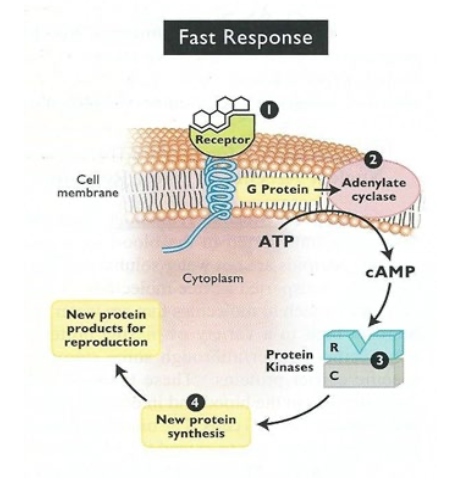 Fast Response
1
Receptor
2
Cell
membrane
G Protein
Adenylate
cyclase
ATP
cAMP
Cytoplasm
New protein
products for
reproduction
Protein
Kinases
R
3
C
4
New protein
synthesis